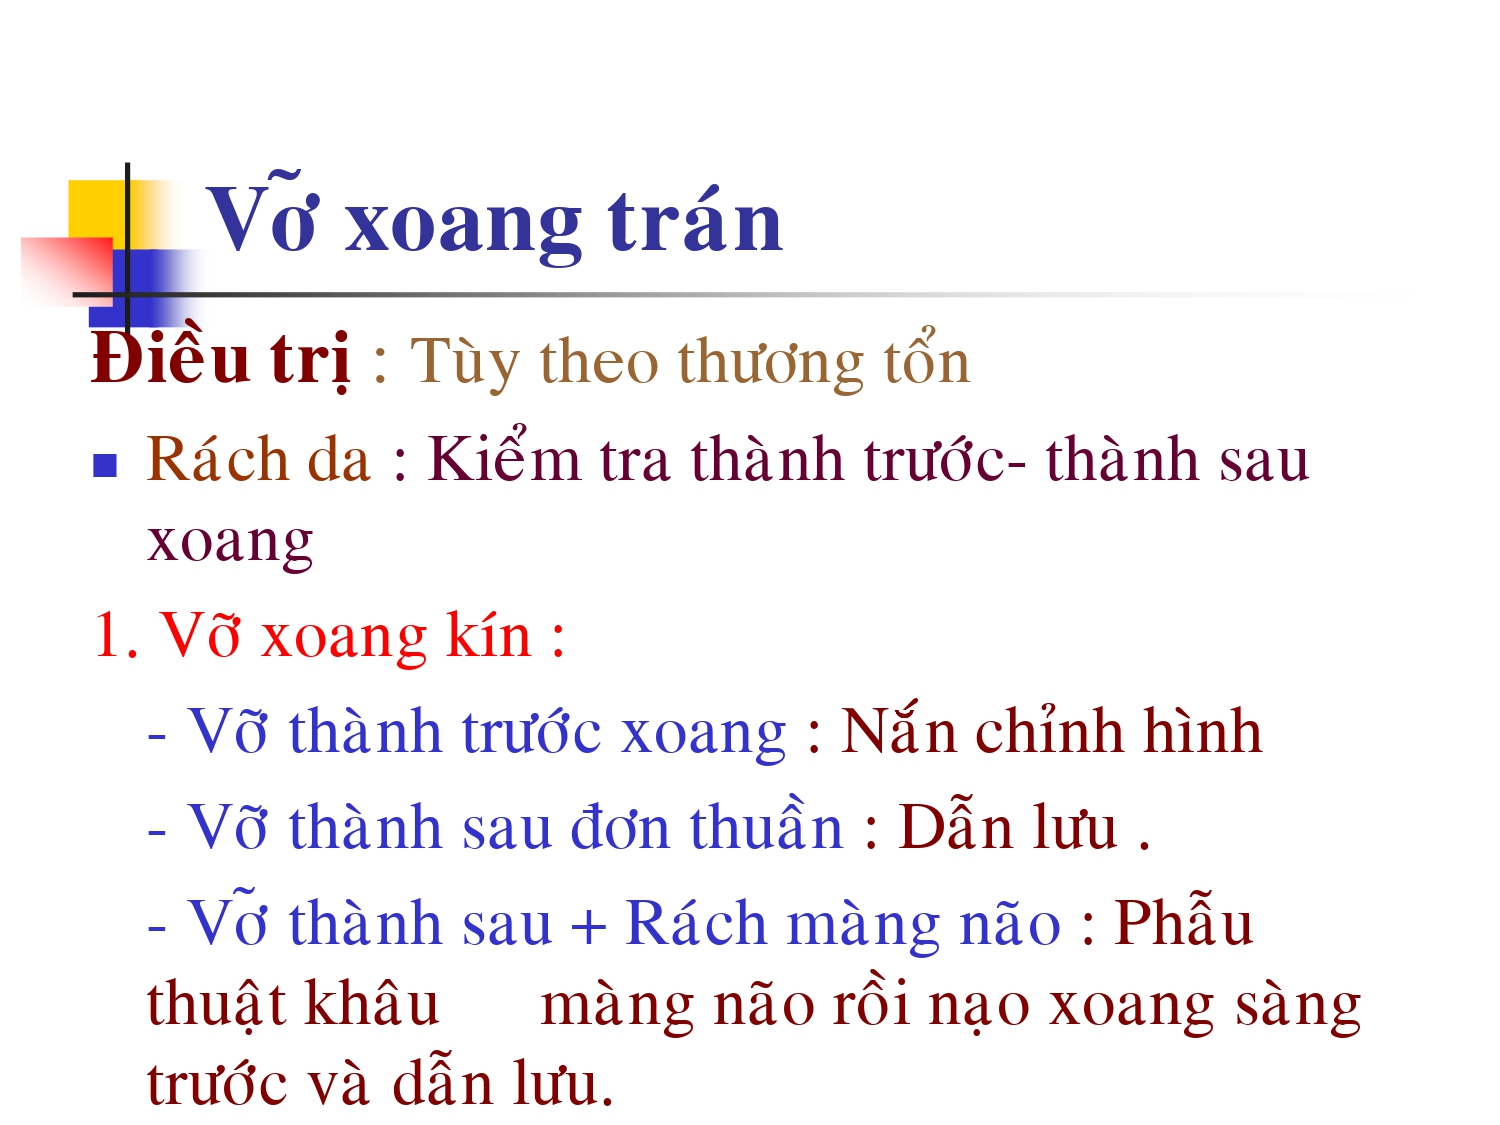 Vỡ xoang trán
Điều trị : Tùy theo thương tổn
Rách da : Kiểm tra thành trước- thành sau
xoang
1. Vỡ xoang kín :
- Vỡ thành trước xoang : Nắn chỉnh hình
- Vỡ thành sau đơn thuần : Dẫn lưu .
- Vỡ thành sau + Rách màng não : Phẫu
thuật khâu màng não rồi nạo xoang sàng
trước và dẫn lưu.